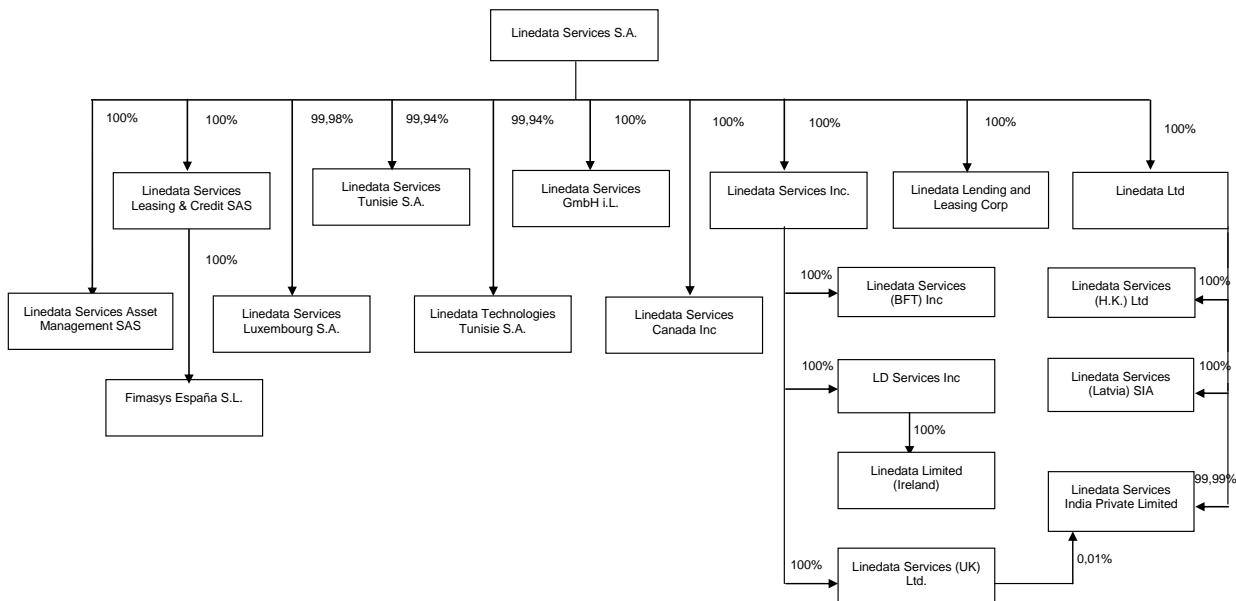 Linedata Services S.A.
100%
100%
99,98%
99,94%
99,94%
100%
100%
100%
100%
100%
Linedata Services
Leasing & Credit SAS
Linedata Services
Tunisie S.A.
Linedata Services
GmbH i.L.
Linedata Services Inc.
Linedata Lending and
Leasing Corp
Linedata Ltd
100%
Linedata Services Asset
Management SAS
Linedata Services
Luxembourg S.A.
Linedata Technologies
Tunisie S.A.
Linedata Services
Canada Inc
100%
Linedata Services
(BFT) Inc
Linedata Services
(H.K.) Ltd
100%
Fimasys España S.L.
100%
LD Services Inc
Linedata Services
(Latvia) SIA
100%
100%
Linedata Limited
(Ireland)
Linedata Services
India Private Limited
99,99%
100%
Linedata Services (UK)
Ltd.
0,01%